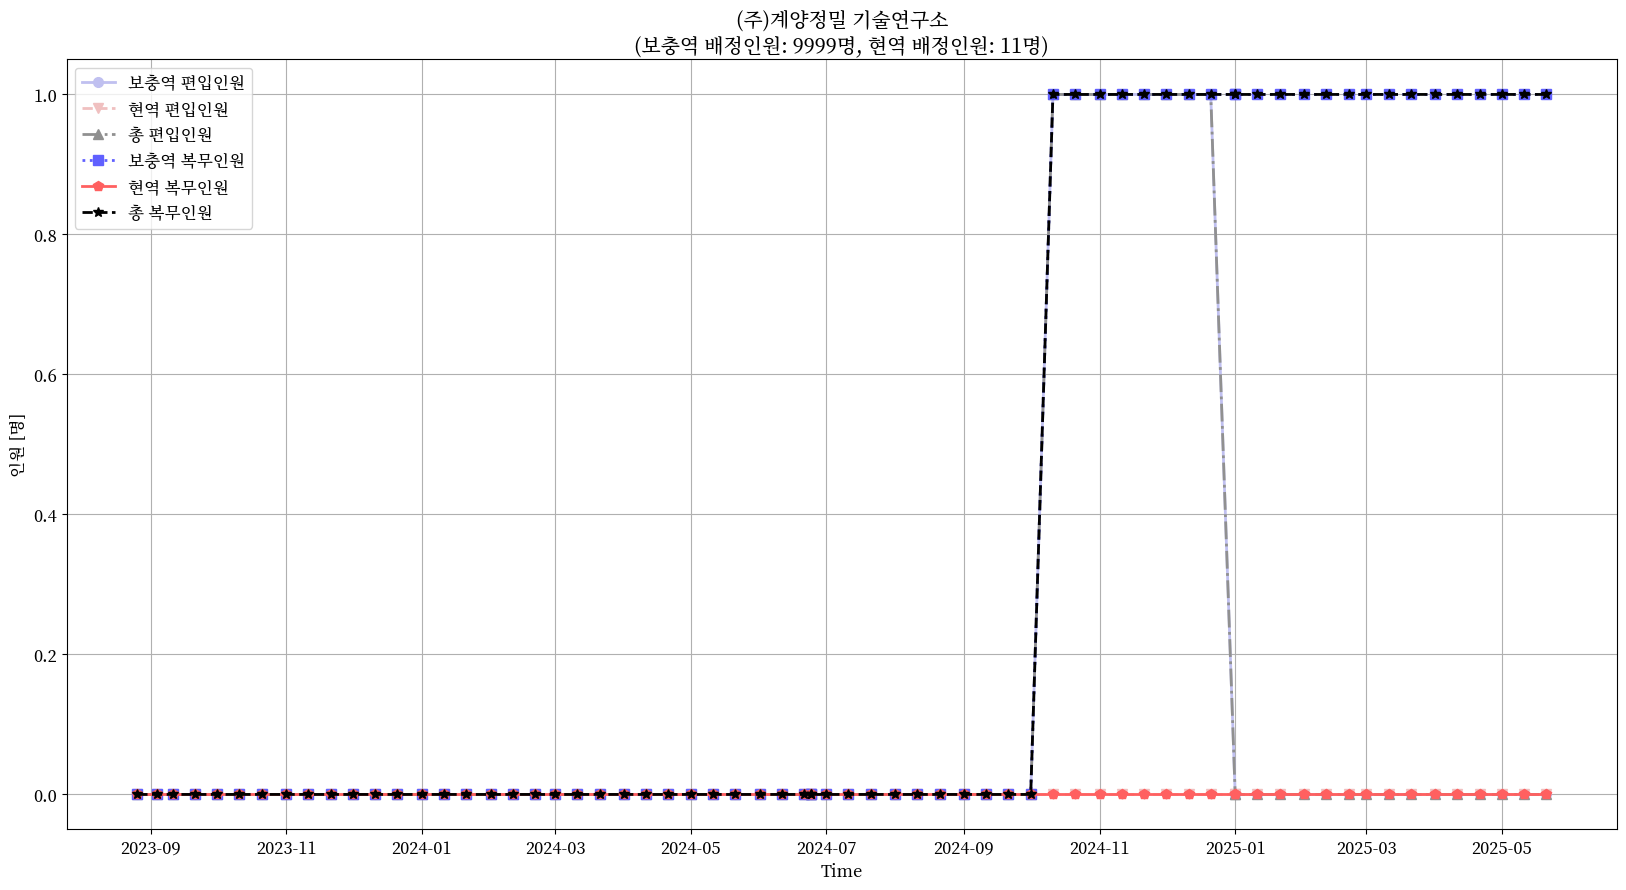 (주)계양정밀 기술연구소
(보충역 배정인원: 9999명, 현역 배정인원: 11명)
보충역 편입인원
현역 편입인원
총 편입인원
보충역 복무인원
현역 복무인원
총 복무인원
인원 [명]
1.0
0.8
0.6
0.4
0.2
0.0
2023-09
2023-11
2024-01
2024-03
2024-05
2024-07
2024-09
2024-11
2025-01
2025-03
2025-05
Time